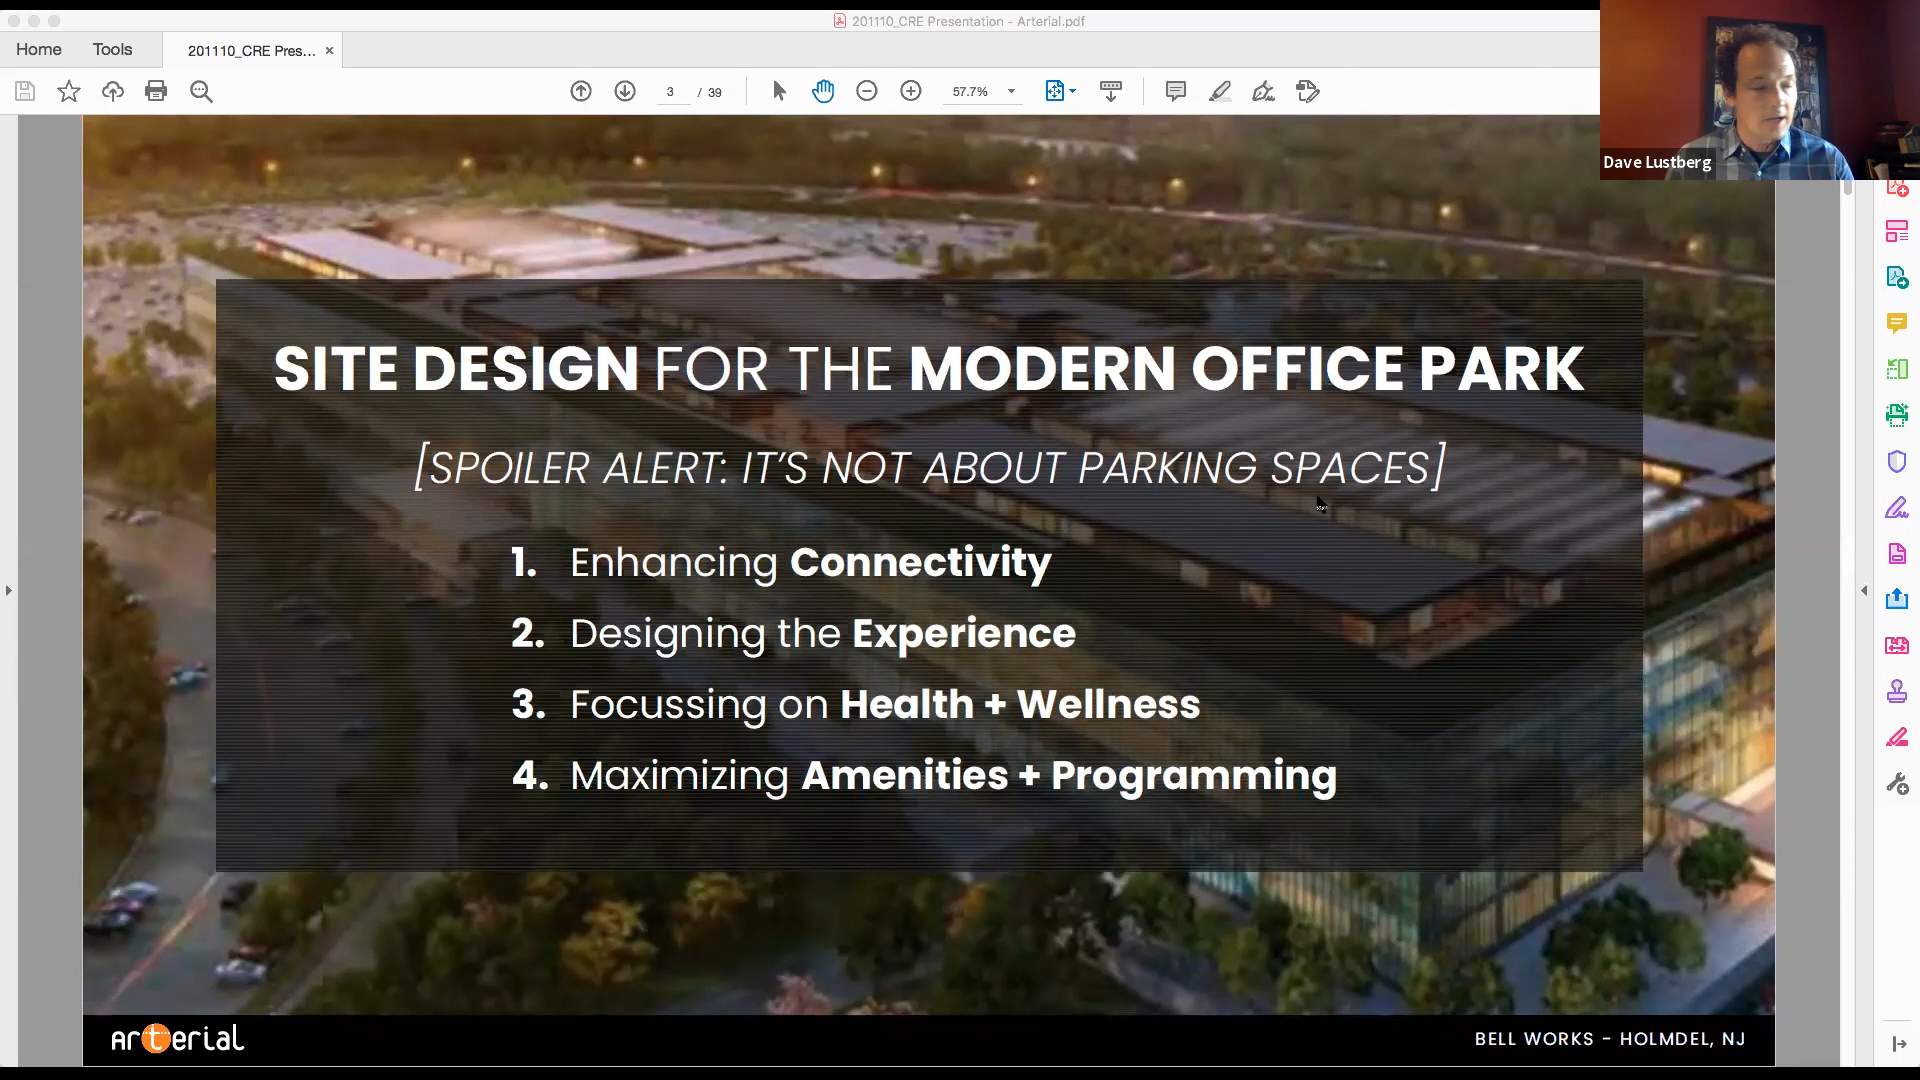 201110_CRE Presentation - Arterial.pdf
Home Tools 201110_CRE Pres... ×
3 / 39 57.7%
Dave Lustberg
SITE DESIGN FOR THE MODERN OFFICE PARK
[SPOILER ALERT: IT'S NOT ABOUT PARKING SPACES]
1. Enhancing Connectivity
2. Designing the Experience
3. Focussing on Health + Wellness
4. Maximizing Amenities + Programming
arterial
BELL WORKS - HOLMDEL, NJ